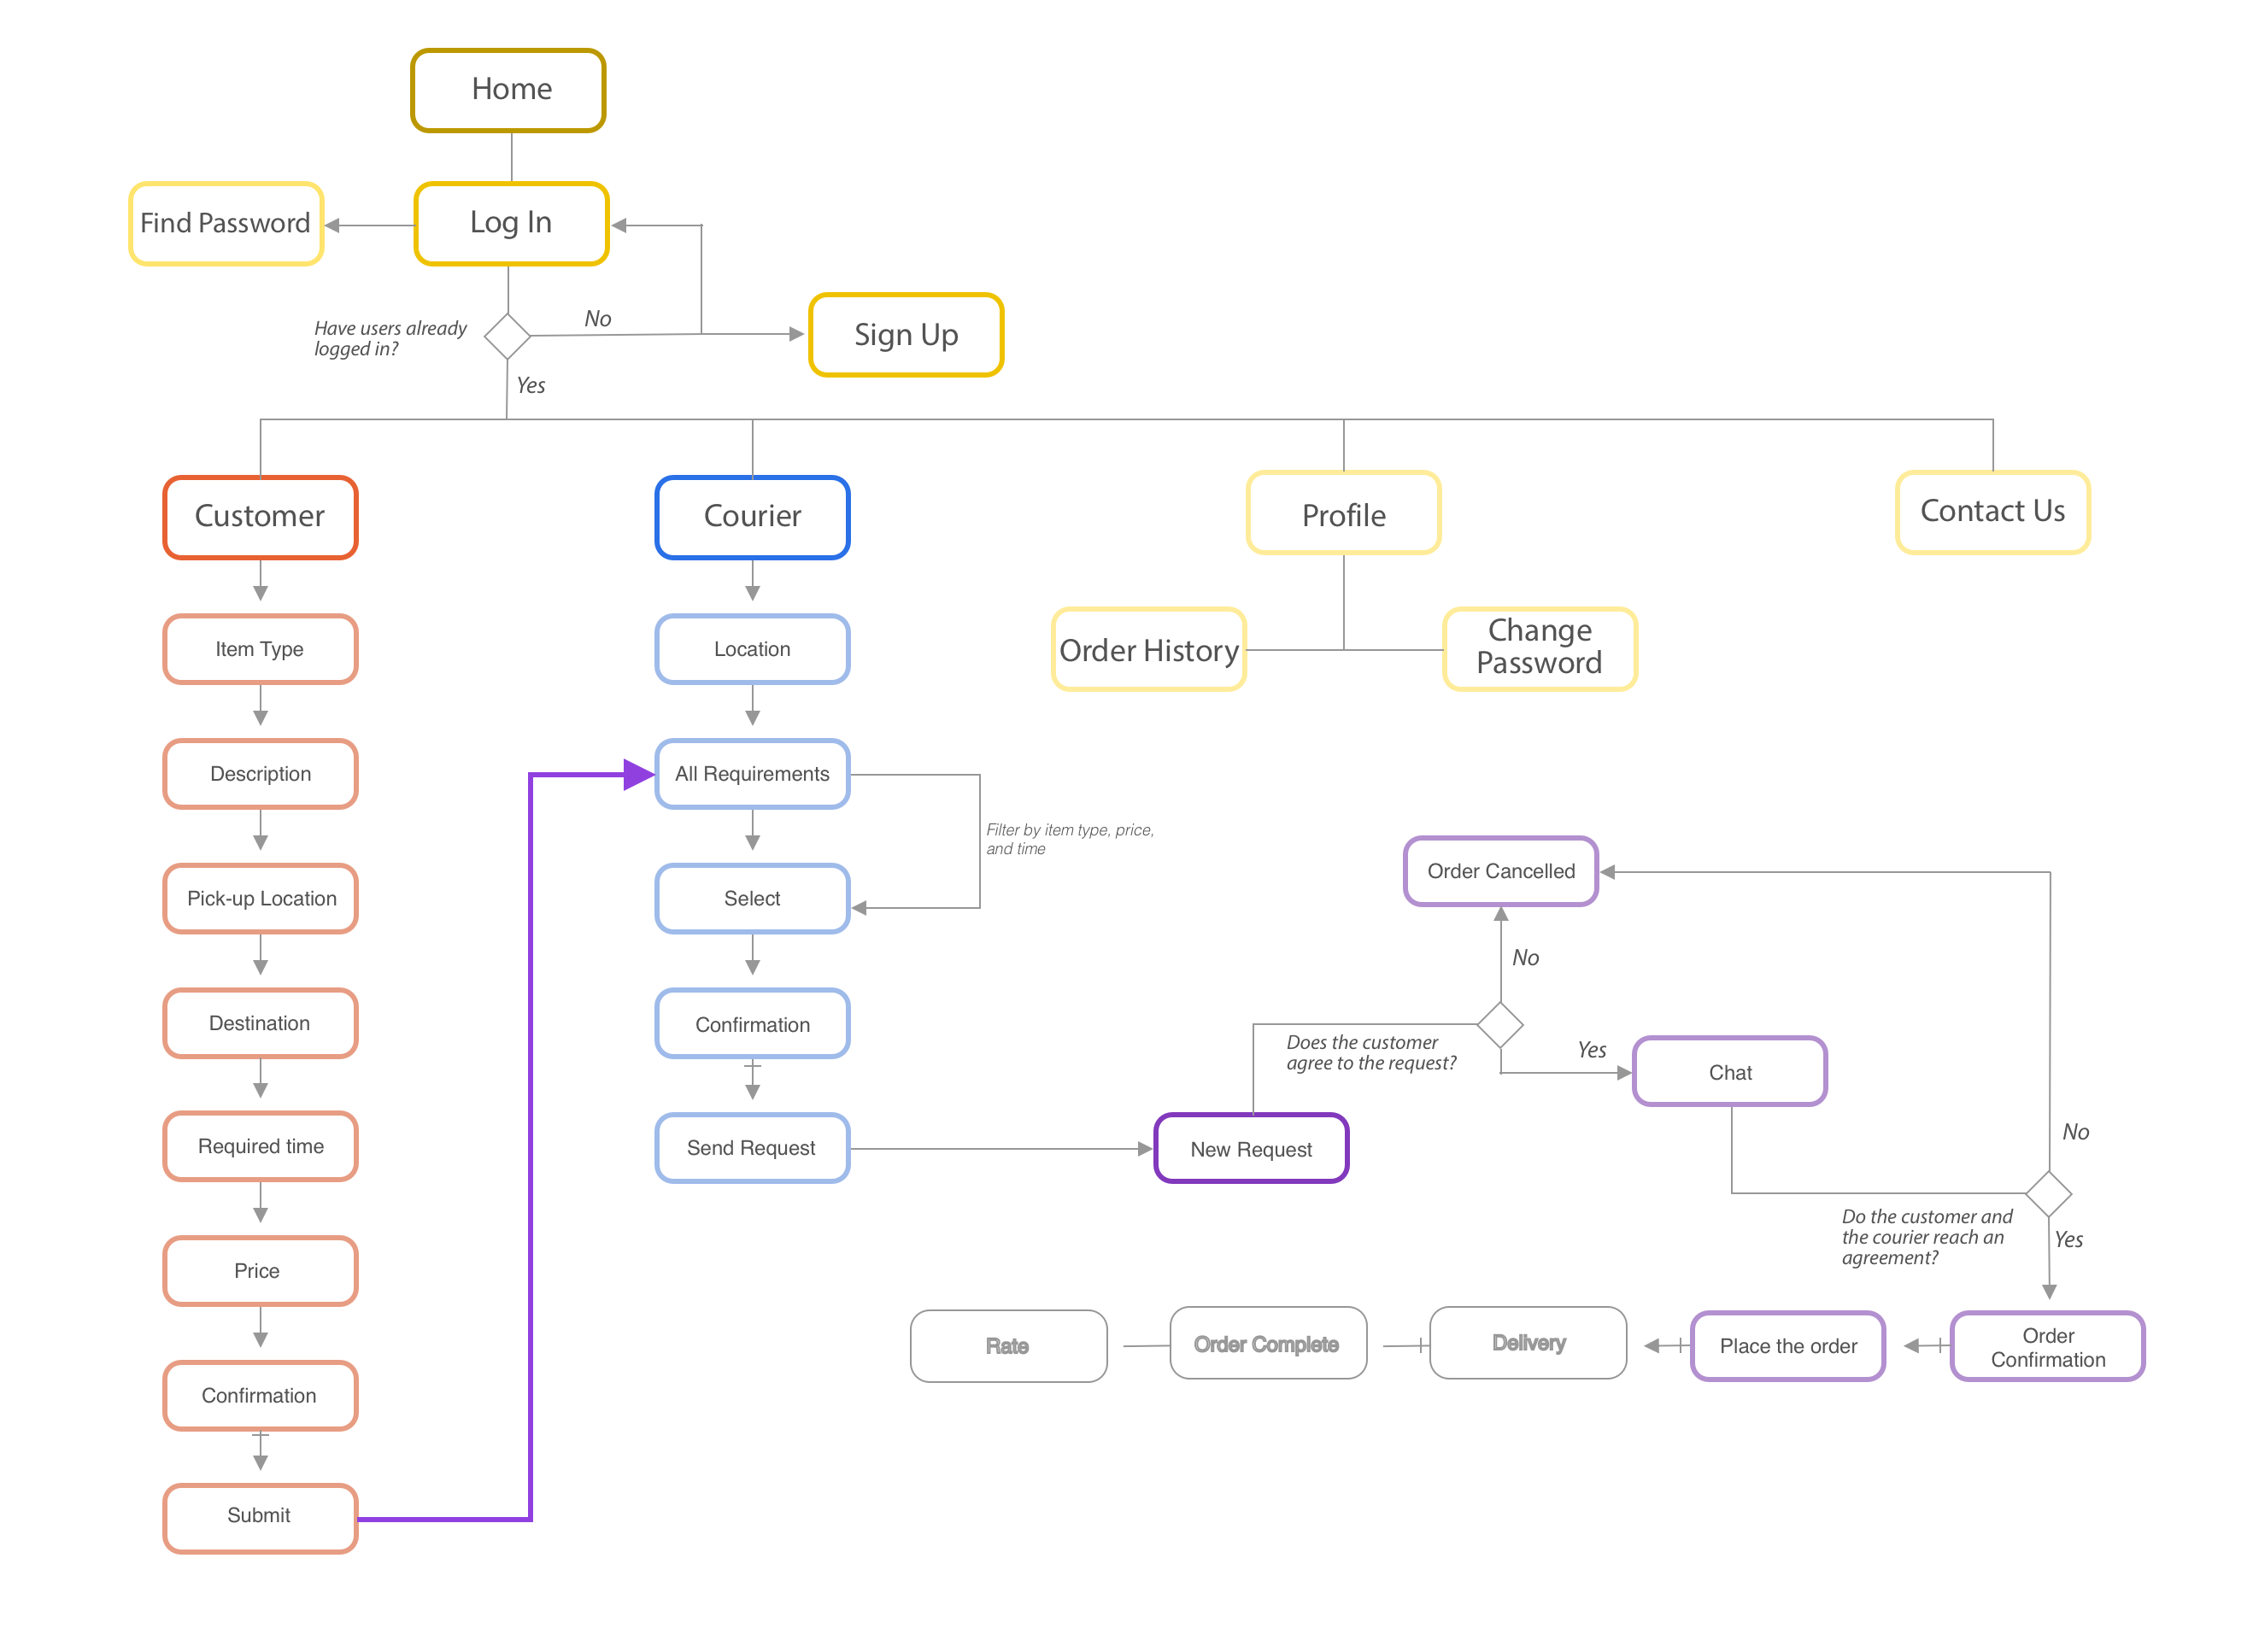 Home
Find Password
Log In
No
Have users already
logged in?
Sign Up
Yes
Customer
Courier
Profile
Contact Us
Item Type
Location
Order History
Change
Password
Description
All Requirements
Filter by item type, price,
and time
Pick-up Location
Select
Order Cancelled
No
Destination
Confirmation
Does the customer
agree to the request?
Yes
Chat
Required time
Send Request
New Request
No
Do the customer and
the courier reach an
agreement?
Yes
Price
Rate
Order Complete
Delivery
Place the order
Order
Confirmation
Confirmation
Submit